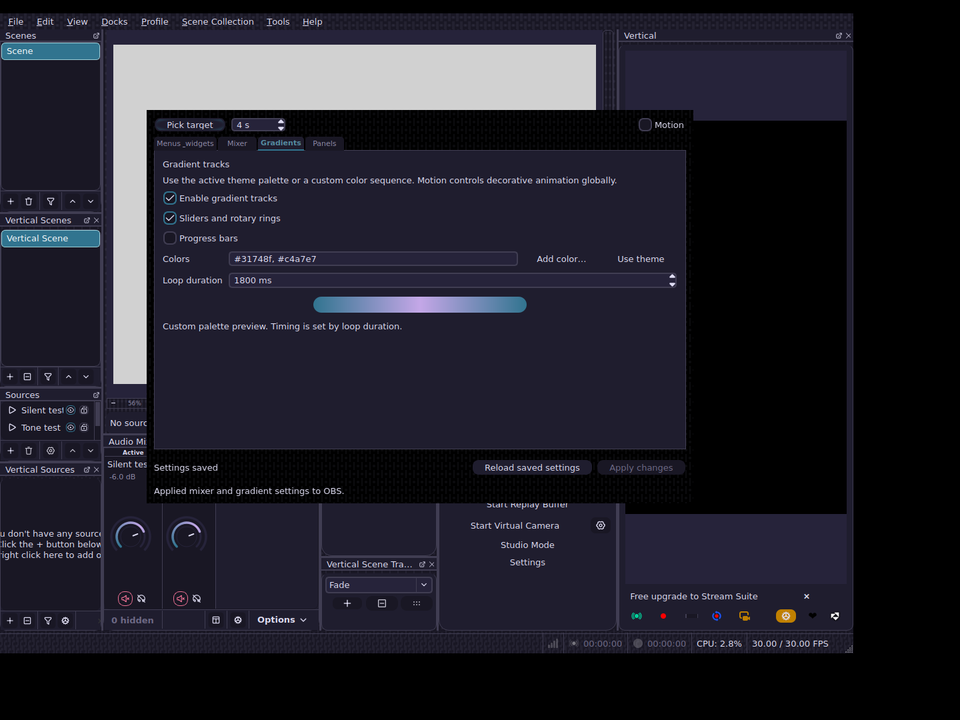 File Edit View Docks Profile Scene Collection Tools Help
Scenes
Scene
Vertical Scenes
Vertical Scene
Sources
Silent test
Tone test
Vertical Sources
u don't have any source
Click the + button below
right click here to add o
56%
No sourc
Audio Mi
Active
Silent tes
-6.0 dB
0 hidden
Options
Pick target 4 s Motion
Menus _widgets Mixer Gradients Panels
Gradient tracks
Use the active theme palette or a custom color sequence. Motion controls decorative animation globally.
Enable gradient tracks
Sliders and rotary rings
Progress bars
Colors #31748f, #c4a7e7 Add color... Use theme
Loop duration 1800 ms
Custom palette preview. Timing is set by loop duration.
Settings saved Reload saved settings Apply changes
Applied mixer and gradient settings to OBS.
Vertical Scene Tra...
Fade
Start Replay Buffer
Start Virtual Camera
Studio Mode
Settings
Vertical
Free upgrade to Stream Suite
00:00:00 00:00:00 CPU: 2.8% 30.00 / 30.00 FPS